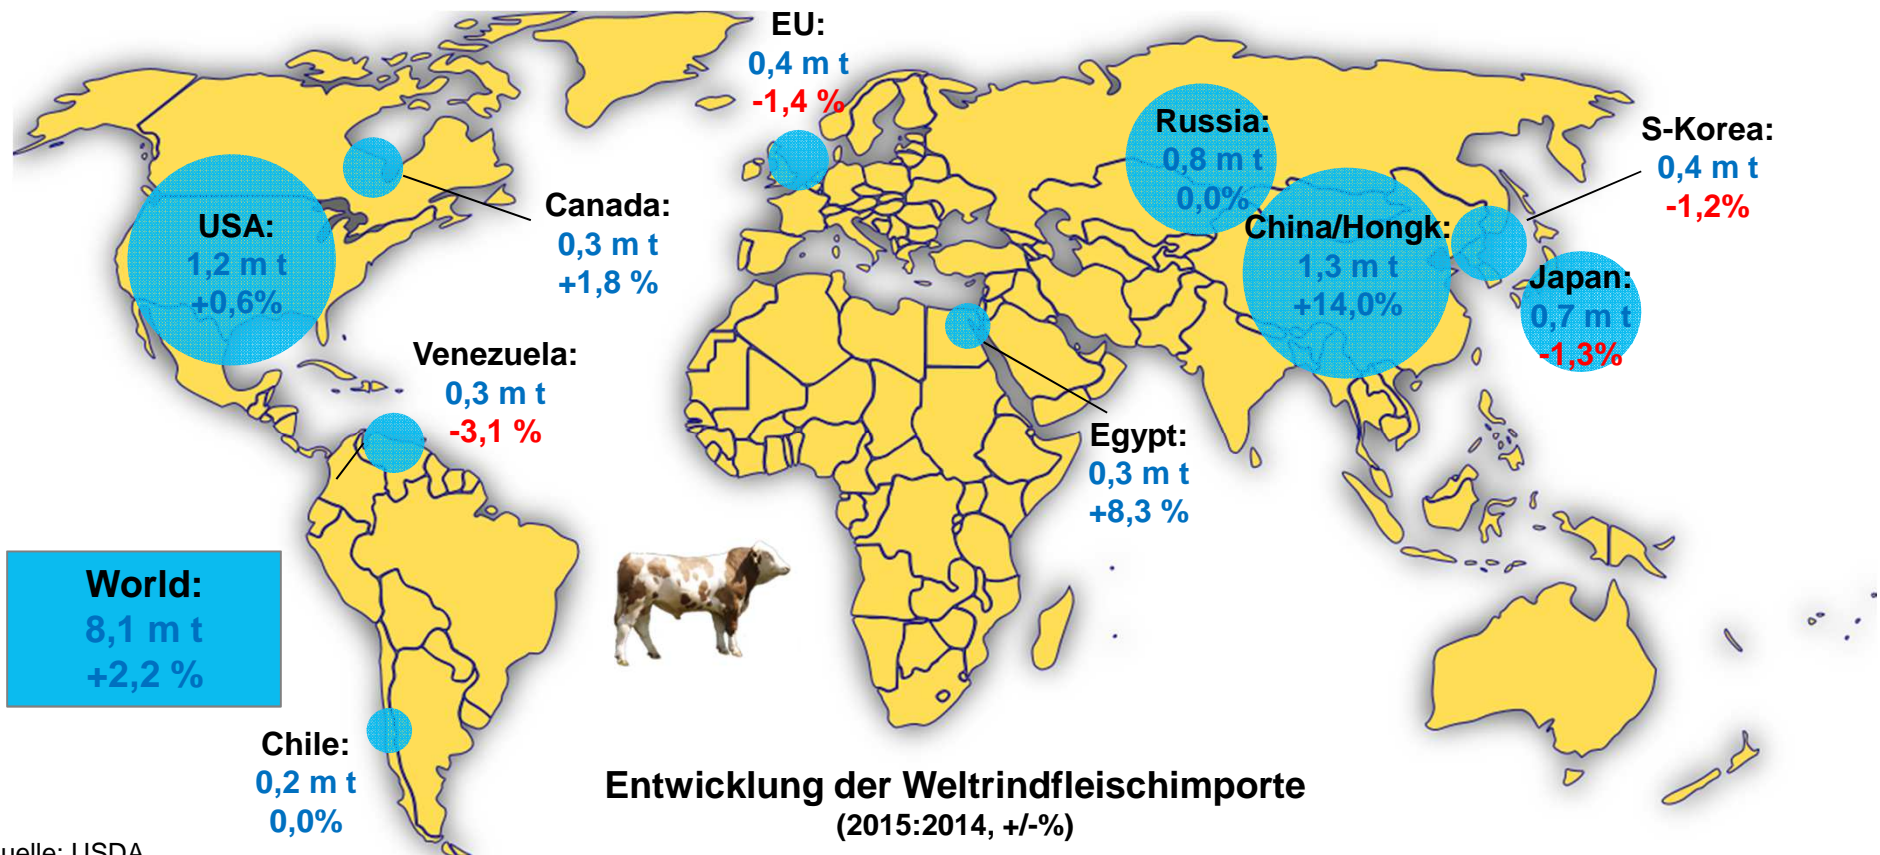 EU:
0,4 m t
-1,4 %
Russia:
0,8 m t
0,0%
S-Korea:
0,4 m t
-1,2%
Canada:
0,3 m t
+1,8 %
USA:
1,2 m t
+0,6%
China/Hongk:
1,3 m t
+14,0%
Japan:
0,7 m t
-1,3%
Venezuela:
0,3 m t
-3,1 %
Egypt:
0,3 m t
+8,3 %
World:
8,1 m t
+2,2 %
Chile:
0,2 m t
0,0%
Entwicklung der Weltrindfleischimporte
(2015:2014, +/-%)
uelle: USDA